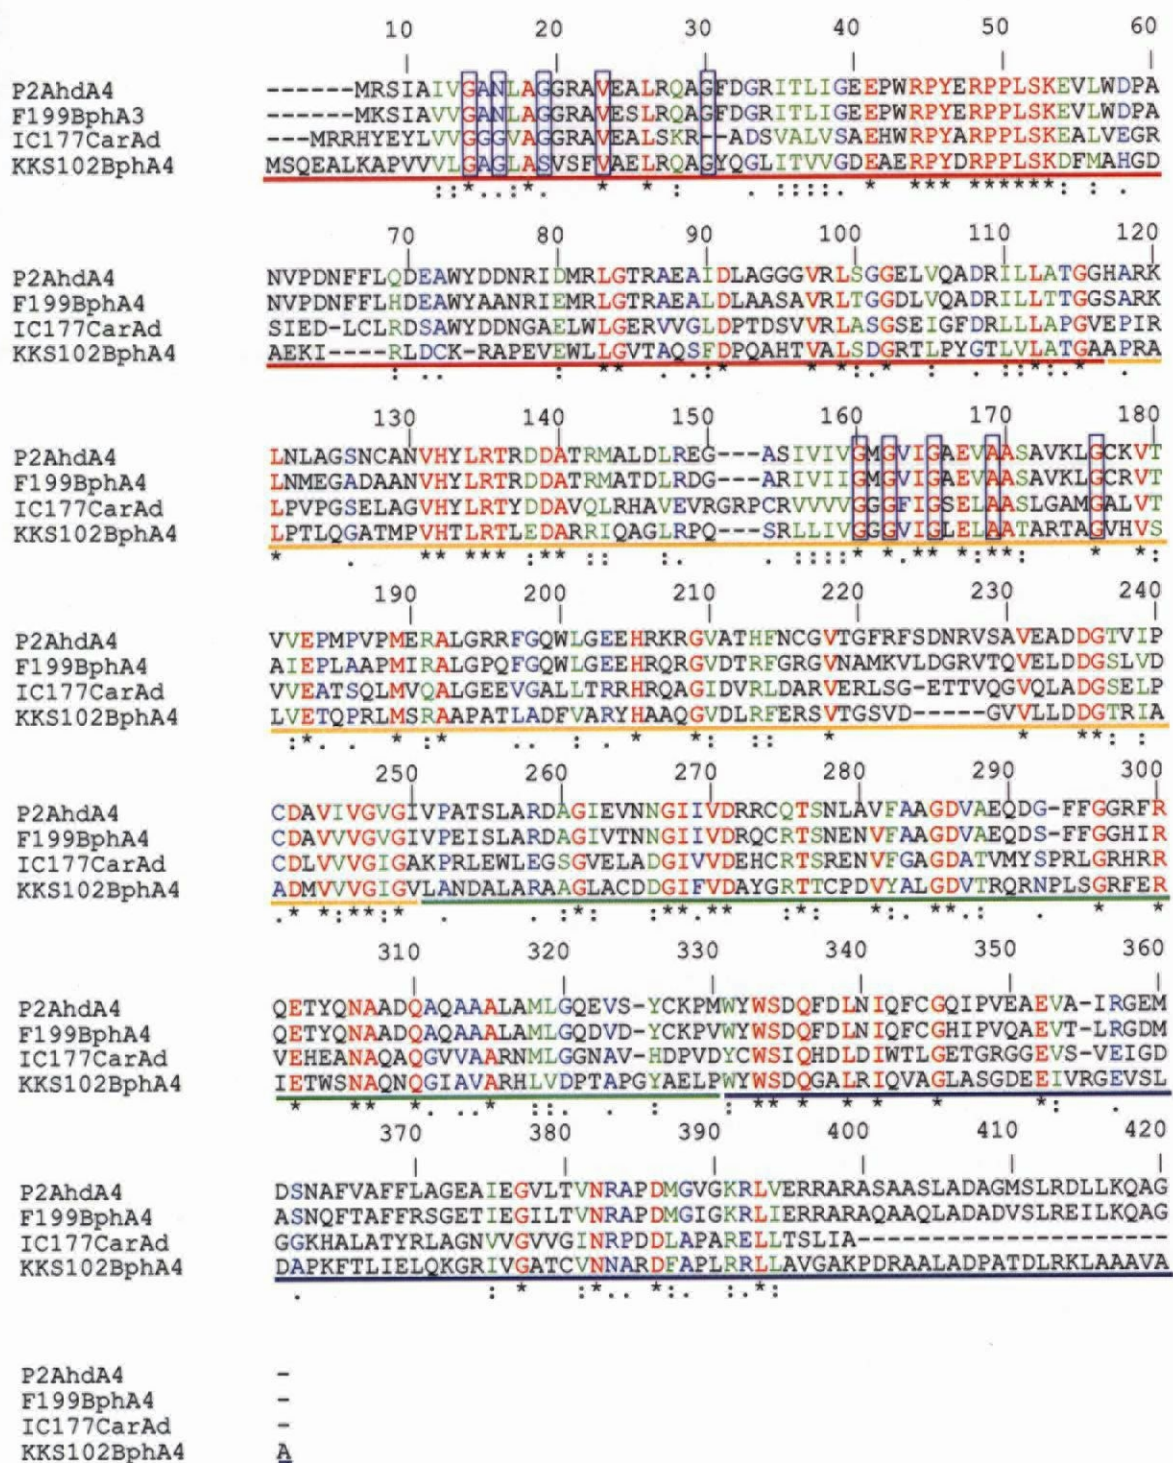 10 20 30 40 50 60
P2AhdA4 ------MRSIAIVGANLAGGRAVEALRQAGFDGRITLIGEEPWRPYERPPLSKEVLWDPA
F199BphA3 ------MKSIAVVGANLAGGRAVESLRQAGFDGRITLIGAEPWRPYERPPLSKEVLWDPA
IC177CarAd ---MRRHYEYLVVGGGVAGGRAVEALSKR--ADSVALVSAEHWRPYARPPLSKEALVEGR
KKS102BphA4 MSQEALKAPVVVLGAGLASVSFVAELRQAGYQGLITVVGDEAERPYDRPPLSKDFMAHGD
70 80 90 100 110 120
P2AhdA4 NVPDNFFLQDEAWYDDNRIDMRLGTRAEAIDLAGGGVRLSGGELVQADRILLATGGHARK
F199BphA4 NVPDNFFLHDEAWYAANRIEMRLGTRAEALDLAASAVRLTGGDLVQADRILLTTGGSARK
IC177CarAd SIED-LCLRDSAWYDDNGAELWLGERVVGLDPTDSVVRLASGSEIGFDRLLLAPGVEPIR
KKS102BphA4 AEKI----RLDCK-RAPEVEWLLGVTAQSFDPQAHTVALSDGRTLPYGTLVLATGAAPRA
130 140 150 160 170 180
P2AhdA4 LNLAGSNCANVHYLRTRDDATRMALDLREG---ASIVIVGMGVIGAEVAASAVKLGCKVT
F199BphA4 LNMEGADAANVHYLRTRDDATRMATDLRDG---ARIVIIGMGVIGAEVAASAVKLGCRVT
IC177CarAd LPVPGSELAGVHYLRTYDDAVQLRHAVEVRGRPCRVVVVGGGFIGSELAASLGAMGALVT
KKS102BphA4 LPTLQGATMPVHTLRTLEDARRIQAGLRPQ---SRLLIVGGGVIGLELAATARTAGVHVS
190 200 210 220 230 240
P2AhdA4 VVEPMPVPMERALGRRFGQWLGEEHRKRGVATHFNCGVTGFRFSDNRVSAVEADDGTVIP
F199BphA4 AIEPLAAPMIRALGPQFGQWLGEEHRQRGVDTRFGRGVNAMKVLDGRVTQVELDDGSLVD
IC177CarAd VVEATSQLMVQALGEEVGALLTRRHRQAGIDVRLDARVERLSG-ETTVQGVQLADGSELP
KKS102BphA4 LVETQPRLMSRAAPATLADFVARYHAAQGVDLRFERSVTGSVD-----GVVLLDDGTRIA
250 260 270 280 290 300
P2AhdA4 CDAVIVGVGIVPATSLARDAGIEVNNGIIVDRRCQTSNLAVFAAGDVAEQDG-FFGGRFR
F199BphA4 CDAVVVGVGIVPEISLARDAGIVTNNGIIVDRQCRTSNENVFAAGDVAEQDS-FFGGHIR
IC177CarAd CDLVVVGIGAKPRLEWLEGSGVELADGIVVDEHCRTSRENVFGAGDATVMYSPRLGRHRR
KKS102BphA4 ADMVVVGIGVLANDALARAAGLACDDGIFVDAYGRTTCPDVYALGDVTRQRNPLSGRFER
310 320 330 340 350 360
P2AhdA4 QETYQNAADQAQAAALAMLGQEVS-YCKPMWYWSDQFDLNIQFCGQIPVEAEVA-IRGEM
F199BphA4 QETYQNAADQAQAAALAMLGQDVD-YCKPVWYWSDQFDLNIQFCGHIPVQAEVT-LRGDM
IC177CarAd VEHEANAQAQGVVAARNMLGGNAV-HDPVDYCWSIQHDLDIWTLGETGRGGEVS-VEIGD
KKS102BphA4 IETWSNAQNQGIAVARHLVDPTAPGYAELPWYWSDQGALRIQVAGLASGDEEIVRGEVSL
370 380 390 400 410 420
P2AhdA4 DSNAFVAFFLAGEAIEGVLTVNRAPDMGVGKRLVERRARASAASLADAGMSLRDLLKQAG
F199BphA4 ASNQFTAFFRSGETIEGILTVNRAPDMGIGKRLIERRARAQAAQLADADVSLREILKQAG
IC177CarAd GGKHALATYRLAGNVVGVVGINRPDDLAPARELLTSLIA---------------------
KKS102BphA4 DAPKFTLIELQKGRIVGATCVNNARDFAPLRRLLAVGAKPDRAALADPATDLRKLAAAVA
P2AhdA4 -
F199BphA4 -
IC177CarAd -
KKS102BphA4 A